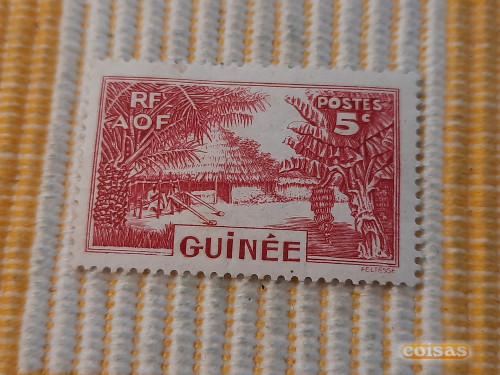 RF
AOF
POSTES
5c
GUINÉE
FELTESSE
coisas